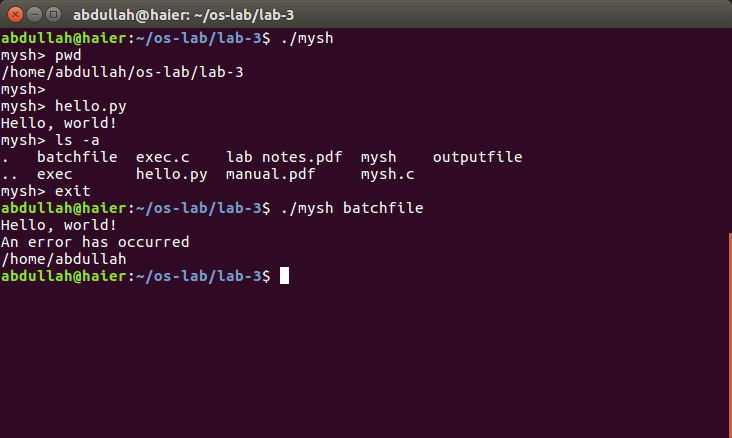 abdullah@haier: ~/os-lab/lab-3
abdullah@haier:~/os-lab/lab-3$ ./mysh
mysh> pwd
/home/abdullah/os-lab/lab-3
mysh>
mysh> hello.py
Hello, world!
mysh> ls -a
.   batchfile  exec.c    lab notes.pdf  mysh    outputfile
..  exec       hello.py  manual.pdf     mysh.c
mysh> exit
abdullah@haier:~/os-lab/lab-3$ ./mysh batchfile
Hello, world!
An error has occurred
/home/abdullah
abdullah@haier:~/os-lab/lab-3$